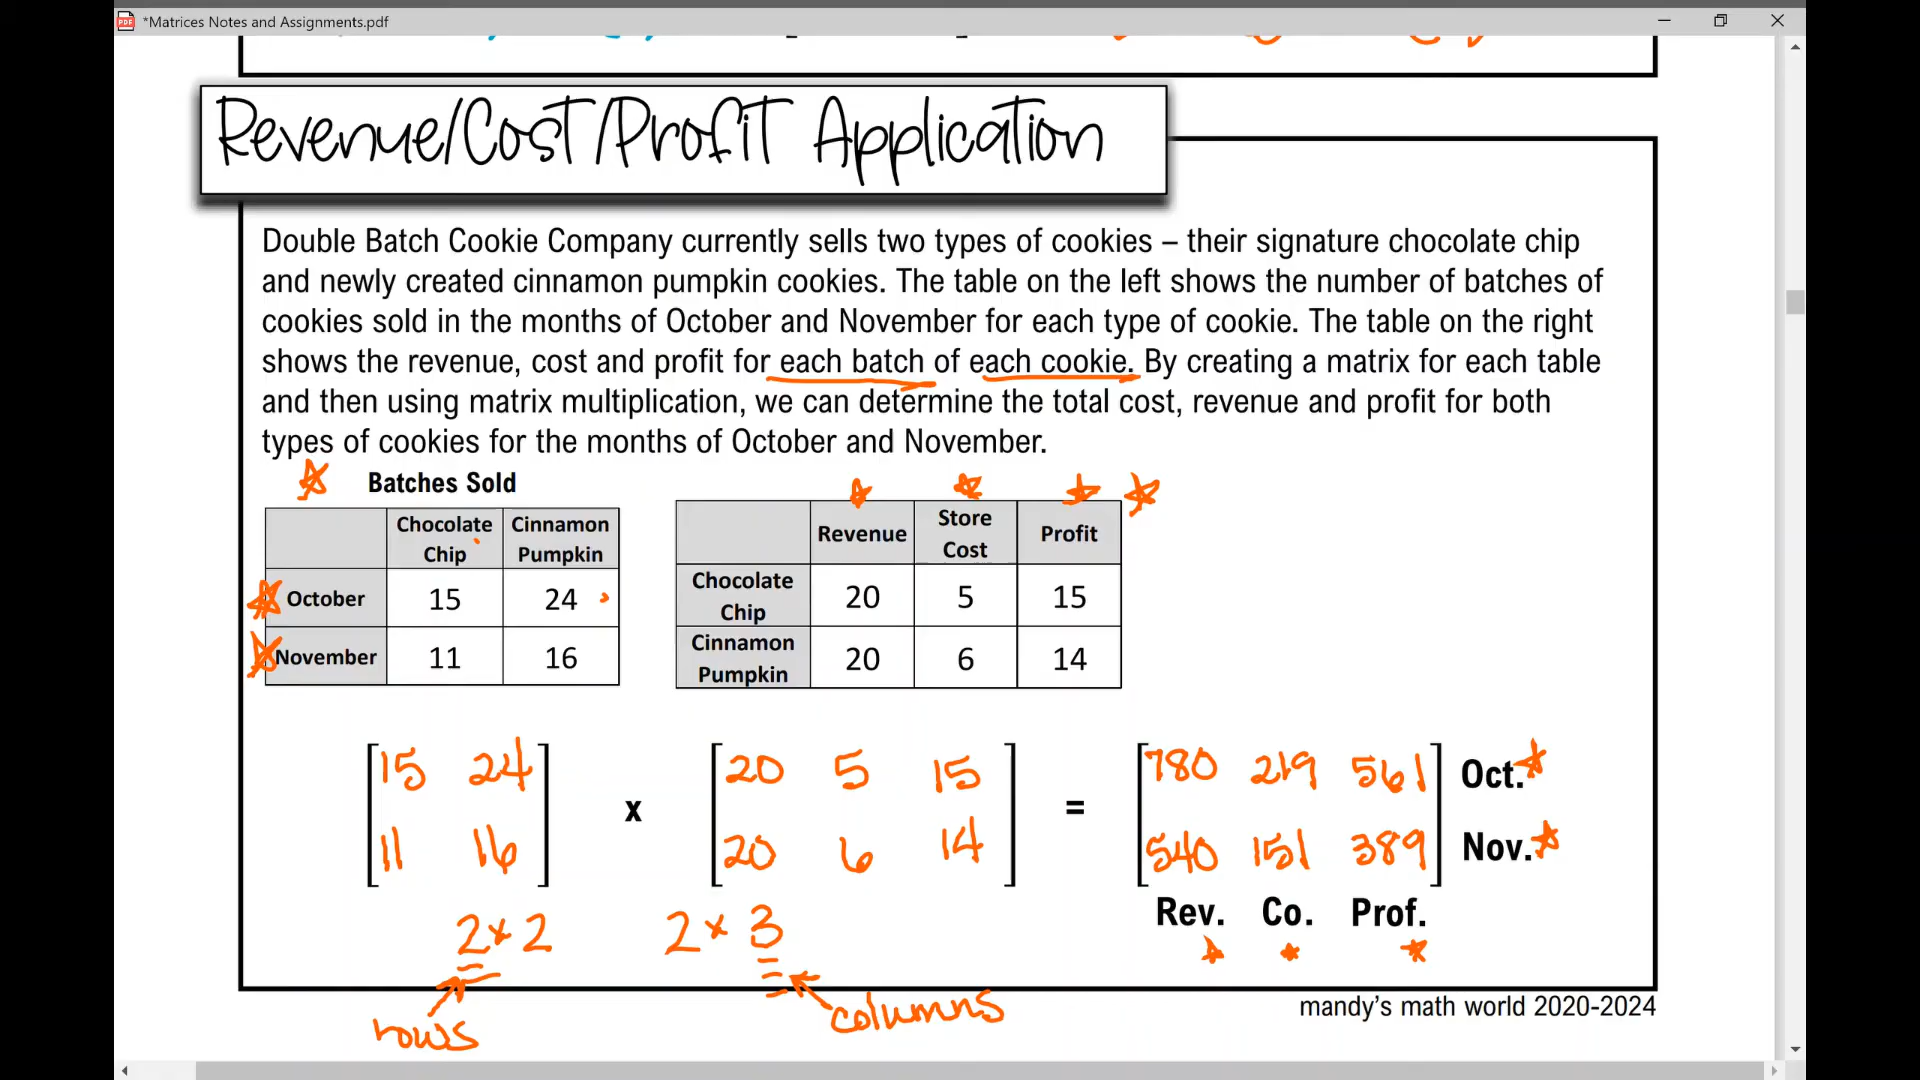 *Matrices Notes and Assignments.pdf
Revenue/Cost/Profit Application
Double Batch Cookie Company currently sells two types of cookies – their signature chocolate chip
and newly created cinnamon pumpkin cookies. The table on the left shows the number of batches of
cookies sold in the months of October and November for each type of cookie. The table on the right
shows the revenue, cost and profit for each batch of each cookie. By creating a matrix for each table
and then using matrix multiplication, we can determine the total cost, revenue and profit for both
types of cookies for the months of October and November.
Batches Sold
Chocolate Chip Cinnamon Pumpkin
October 15 24
November 11 16
Revenue Store Cost Profit
Chocolate Chip 20 5 15
Cinnamon Pumpkin 20 6 14
15 24 x 20 5 15 = 780 219 561 Oct.
11 16 20 6 14 540 151 389 Nov.
Rev. Co. Prof.
2 x 2 2 x 3
rows columns
mandy's math world 2020-2024